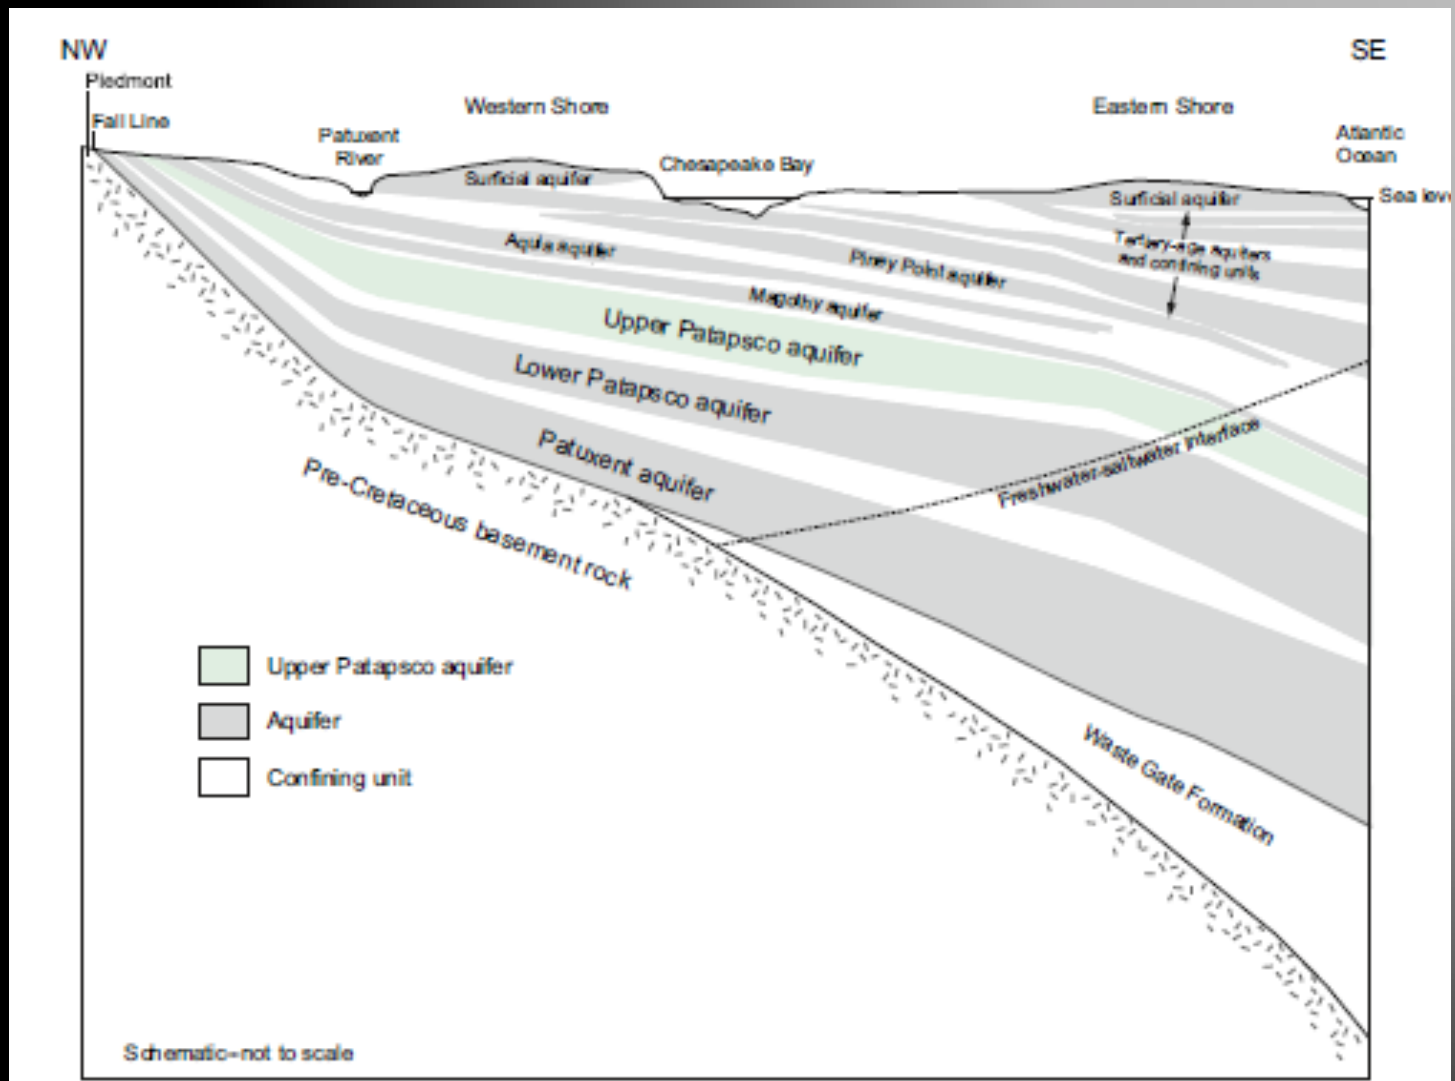 NW
SE
Piedmont
Fall Line
Western Shore
Eastern Shore
Patuxent
River
Chesapeake Bay
Atlantic
Ocean
Surficial aquifer
Surficial aquifer
Sea
Aquia aquifer
Piney Point aquifer
Tertiary-age aquifers
and confining units
Magothy aquifer
Upper Patapsco aquifer
Lower Patapsco aquifer
Patuxent aquifer
Freshwater-saltwater interface
Pre-Cretaceous basement rock
Waste Gate Formation
Upper Patapsco aquifer
Aquifer
Confining unit
Schematic-not to scale